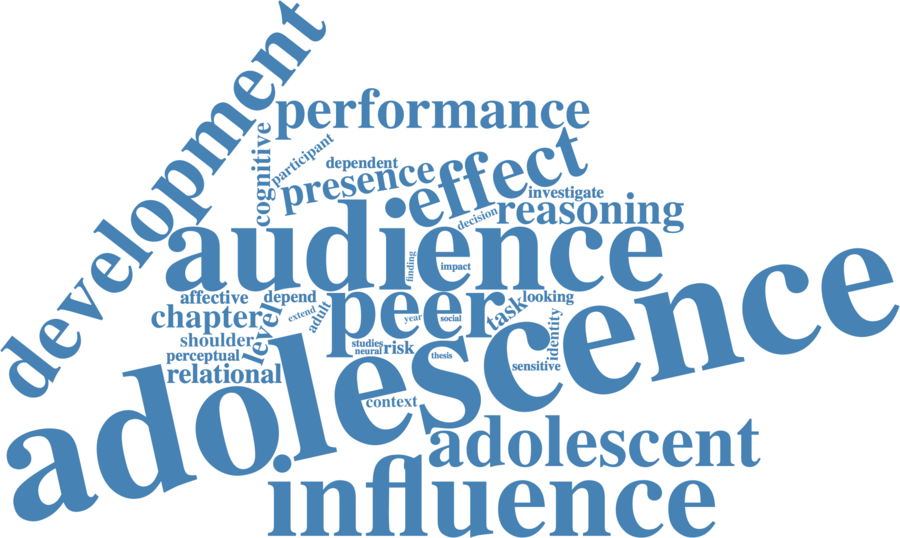 development
performance
cognitive
participant
dependent
presence
effect
investigate
decision
reasoning
audience
finding
impact
affective
depend
peer
looking
chapter
level
extend
adult
year
social
task
identity
shoulder
studies
neural
risk
perceptual
thesis
sensitive
relational
adolescence
context
adolescent
influence